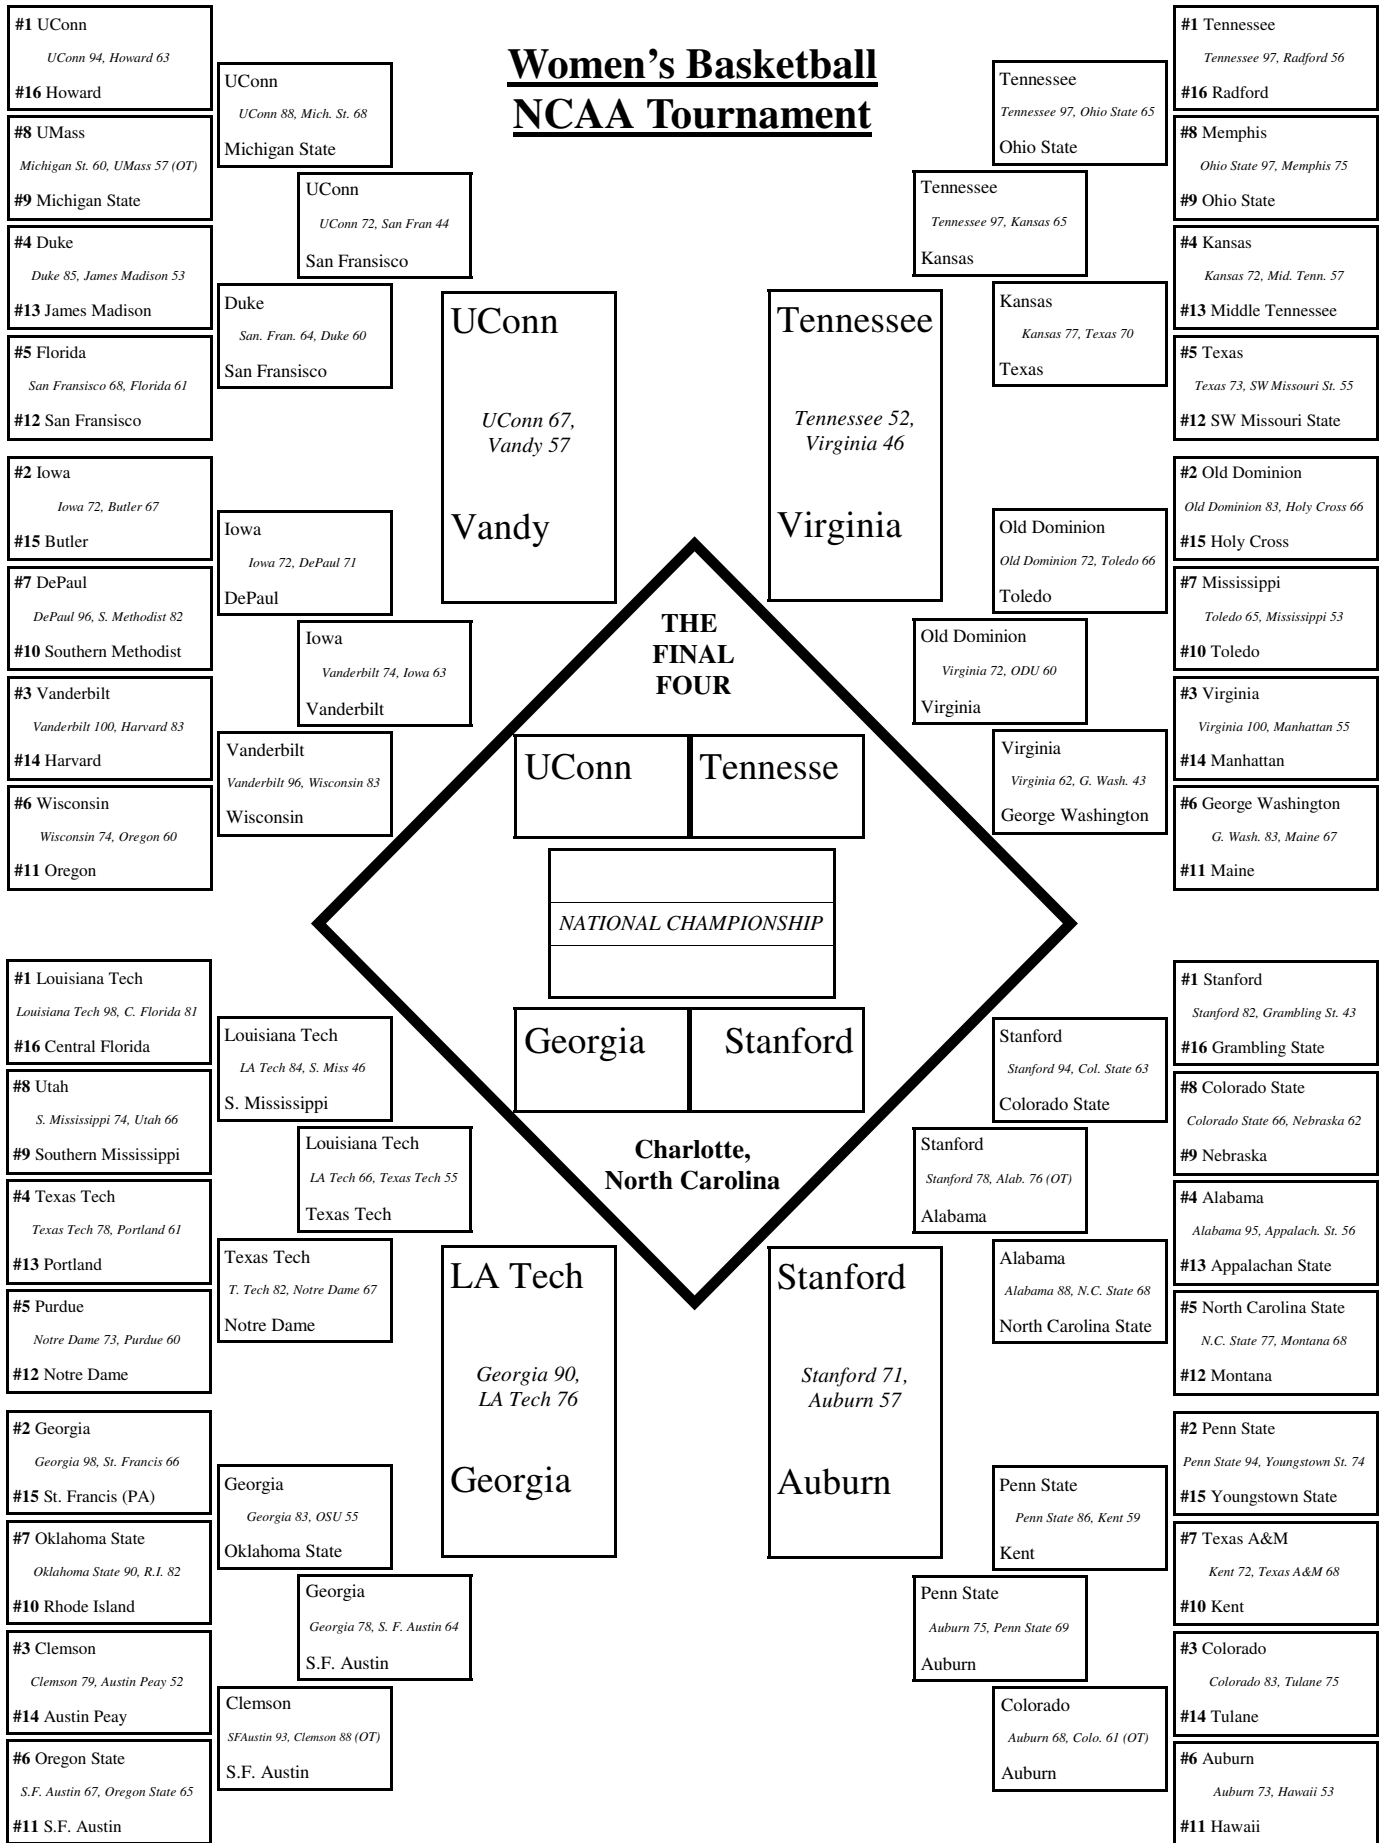 Women's Basketball
NCAA Tournament
#1 UConn
UConn 94, Howard 63
#16 Howard
#8 UMass
Michigan St. 60, UMass 57 (OT)
#9 Michigan State
#4 Duke
Duke 85, James Madison 53
#13 James Madison
#5 Florida
San Fransisco 68, Florida 61
#12 San Fransisco
#2 Iowa
Iowa 72, Butler 67
#15 Butler
#7 DePaul
DePaul 96, S. Methodist 82
#10 Southern Methodist
#3 Vanderbilt
Vanderbilt 100, Harvard 83
#14 Harvard
#6 Wisconsin
Wisconsin 74, Oregon 60
#11 Oregon
UConn
UConn 88, Mich. St. 68
Michigan State
Duke
San. Fran. 64, Duke 60
San Fransisco
Iowa
Iowa 72, DePaul 71
DePaul
Vanderbilt
Vanderbilt 96, Wisconsin 83
Wisconsin
UConn
UConn 72, San Fran 44
San Fransisco
Iowa
Vanderbilt 74, Iowa 63
Vanderbilt
UConn
UConn 67,
Vandy 57
Vandy
Tennessee
Tennessee 52,
Virginia 46
Virginia
Tennessee
Tennessee 97, Kansas 65
Kansas
Old Dominion
Virginia 72, ODU 60
Virginia
Tennessee
Tennessee 97, Ohio State 65
Ohio State
Kansas
Kansas 77, Texas 70
Texas
Old Dominion
Old Dominion 72, Toledo 66
Toledo
Virginia
Virginia 62, G. Wash. 43
George Washington
#1 Tennessee
Tennessee 97, Radford 56
#16 Radford
#8 Memphis
Ohio State 97, Memphis 75
#9 Ohio State
#4 Kansas
Kansas 72, Mid. Tenn. 57
#13 Middle Tennessee
#5 Texas
Texas 73, SW Missouri St. 55
#12 SW Missouri State
#2 Old Dominion
Old Dominion 83, Holy Cross 66
#15 Holy Cross
#7 Mississippi
Toledo 65, Mississippi 53
#10 Toledo
#3 Virginia
Virginia 100, Manhattan 55
#14 Manhattan
#6 George Washington
G. Wash. 83, Maine 67
#11 Maine
THE
FINAL
FOUR
UConn
Tennesse
NATIONAL CHAMPIONSHIP
Georgia
Stanford
Charlotte,
North Carolina
#1 Louisiana Tech
Louisiana Tech 98, C. Florida 81
#16 Central Florida
#8 Utah
S. Mississippi 74, Utah 66
#9 Southern Mississippi
#4 Texas Tech
Texas Tech 78, Portland 61
#13 Portland
#5 Purdue
Notre Dame 73, Purdue 60
#12 Notre Dame
#2 Georgia
Georgia 98, St. Francis 66
#15 St. Francis (PA)
#7 Oklahoma State
Oklahoma State 90, R.I. 82
#10 Rhode Island
#3 Clemson
Clemson 79, Austin Peay 52
#14 Austin Peay
#6 Oregon State
S.F. Austin 67, Oregon State 65
#11 S.F. Austin
Louisiana Tech
LA Tech 84, S. Miss 46
S. Mississippi
Texas Tech
T. Tech 82, Notre Dame 67
Notre Dame
Georgia
Georgia 83, OSU 55
Oklahoma State
Clemson
SFAustin 93, Clemson 88 (OT)
S.F. Austin
Louisiana Tech
LA Tech 66, Texas Tech 55
Texas Tech
Georgia
Georgia 78, S. F. Austin 64
S.F. Austin
LA Tech
Georgia 90,
LA Tech 76
Georgia
Stanford
Stanford 71,
Auburn 57
Auburn
Stanford
Stanford 78, Alab. 76 (OT)
Alabama
Penn State
Auburn 75, Penn State 69
Auburn
Stanford
Stanford 94, Col. State 63
Colorado State
Alabama
Alabama 88, N.C. State 68
North Carolina State
Penn State
Penn State 86, Kent 59
Kent
Colorado
Auburn 68, Colo. 61 (OT)
Auburn
#1 Stanford
Stanford 82, Grambling St. 43
#16 Grambling State
#8 Colorado State
Colorado State 66, Nebraska 62
#9 Nebraska
#4 Alabama
Alabama 95, Appalach. St. 56
#13 Appalachan State
#5 North Carolina State
N.C. State 77, Montana 68
#12 Montana
#2 Penn State
Penn State 94, Youngstown St. 74
#15 Youngstown State
#7 Texas A&M
Kent 72, Texas A&M 68
#10 Kent
#3 Colorado
Colorado 83, Tulane 75
#14 Tulane
#6 Auburn
Auburn 73, Hawaii 53
#11 Hawaii